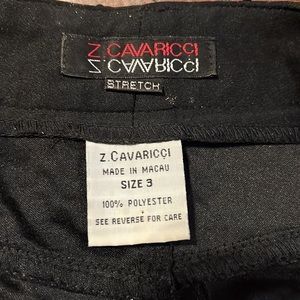 Z.CAVARICCI
Z.CAVARICCI
STRETCH
Z.CAVARICCI
MADE IN MACAU
SIZE 3
100% POLYESTER
SEE REVERSE FOR CARE